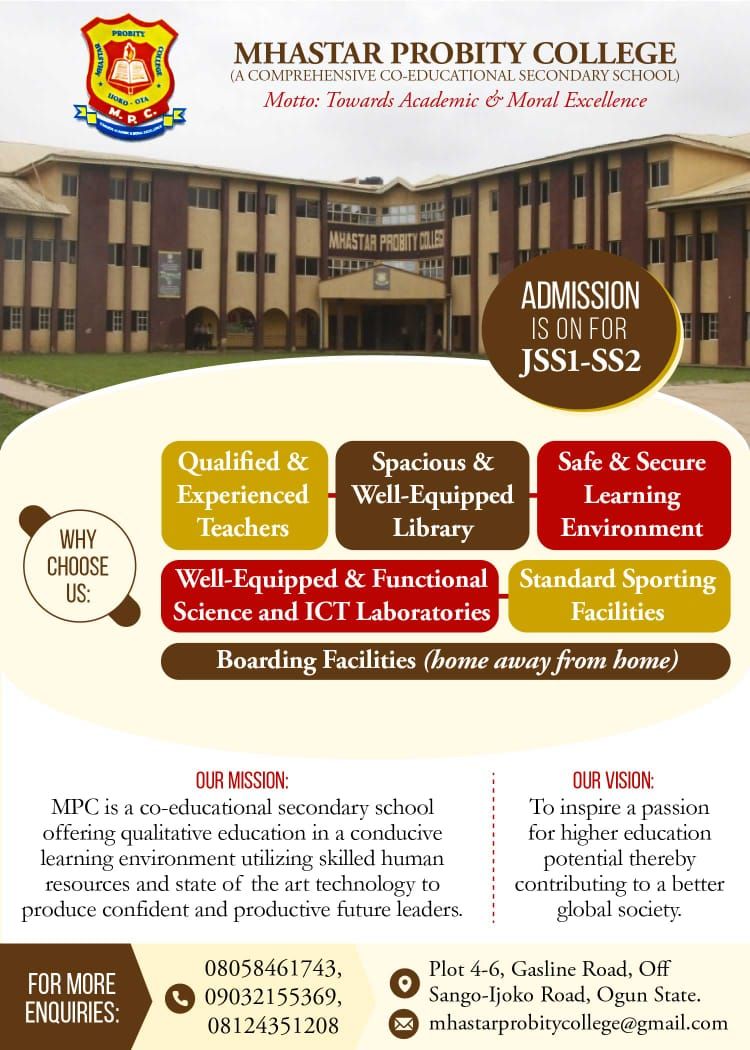 PROBITY
MHASTAR
COLLEGE
IJOKO - OTA
M. P. C.
MHASTAR PROBITY COLLEGE
(A COMPREHENSIVE CO-EDUCATIONAL SECONDARY SCHOOL)
Motto: Towards Academic & Moral Excellence
MHASTAR PROBITY COLLEGE
ADMISSION
IS ON FOR
JSS1-SS2
WHY
CHOOSE
US:
Qualified &
Experienced
Teachers
Spacious &
Well-Equipped
Library
Safe & Secure
Learning
Environment
Well-Equipped & Functional
Science and ICT Laboratories
Standard Sporting
Facilities
Boarding Facilities (home away from home)
OUR MISSION:
MPC is a co-educational secondary school
offering qualitative education in a conducive
learning environment utilizing skilled human
resources and state of the art technology to
produce confident and productive future leaders.
OUR VISION:
To inspire a passion
for higher education
potential thereby
contributing to a better
global society.
FOR MORE
ENQUIRIES:
08058461743,
09032155369,
08124351208
Plot 4-6, Gasline Road, Off
Sango-Ijoko Road, Ogun State.
mhastarprobitycollege@gmail.com